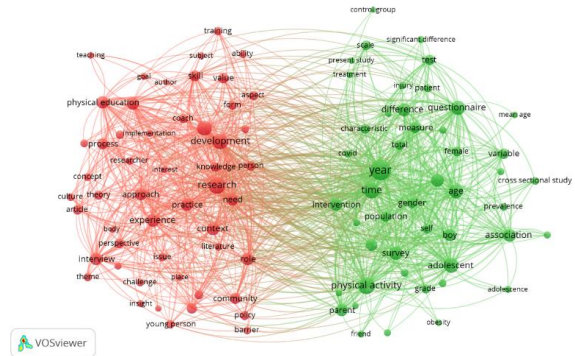 control group
training
significant difference
scale
teaching
subject
ability
test
present study
goal
skill
value
treatment
author
injury
patient
aspect
physical education
form
difference
questionnaire
coach
mean age
characteristic
measure
implementation
development
process
total
female
researcher
covid
variable
interest
knowledge
person
year
concept
research
time
cross sectional study
culture
theory
approach
age
need
intervention
gender
prevalence
article
practice
population
experience
body
context
self
boy
association
perspective
literature
survey
interview
issue
role
adolescent
theme
challenge
place
physical activity
grade
adolescence
insight
community
parent
policy
obesity
young person
barrier
friend
VOSviewer